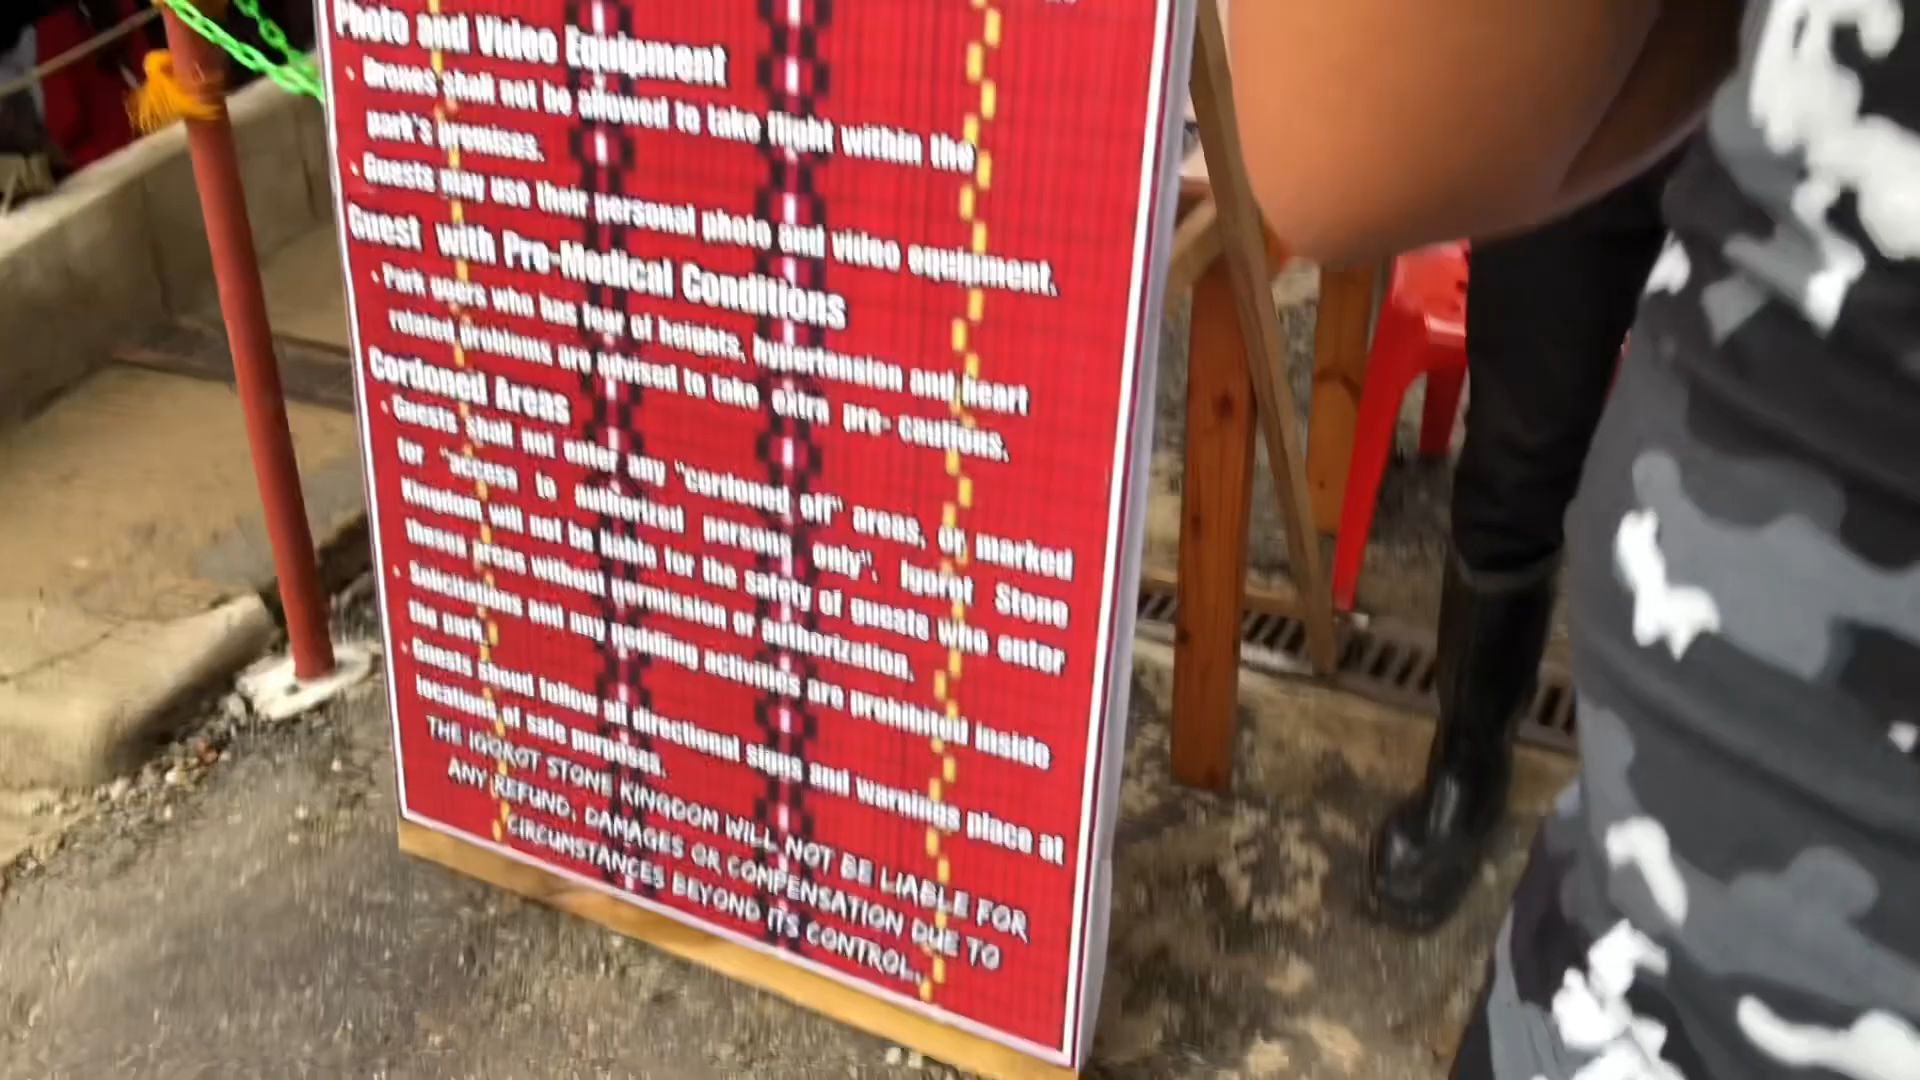 Photo and Video Equipment
- Drones shall not be allowed to take flight within the
park's premises.
- Guests may use their personal photo and video equipment.
Guest with Pre-Medical Conditions
- Park users who has fear of heights, hypertension and heart
related problems are advised to take extra pre- cautions.
Cordoned Areas
- Guests shall not enter any "cordoned off" areas, or marked
for "access to authorized persons only". Igorot Stone
Kingdom will not be liable for the safety of guests who enter
these areas without permission or authorization.
- Solicitations and any peddling activities are prohibited inside
the park.
- Guests shoud follow all directional signs and warnings place at
locations of safe purposes.
THE IGOROT STONE KINGDOM WILL NOT BE LIABLE FOR
ANY REFUND, DAMAGES OR COMPENSATION DUE TO
CIRCUMSTANCES BEYOND ITS CONTROL.